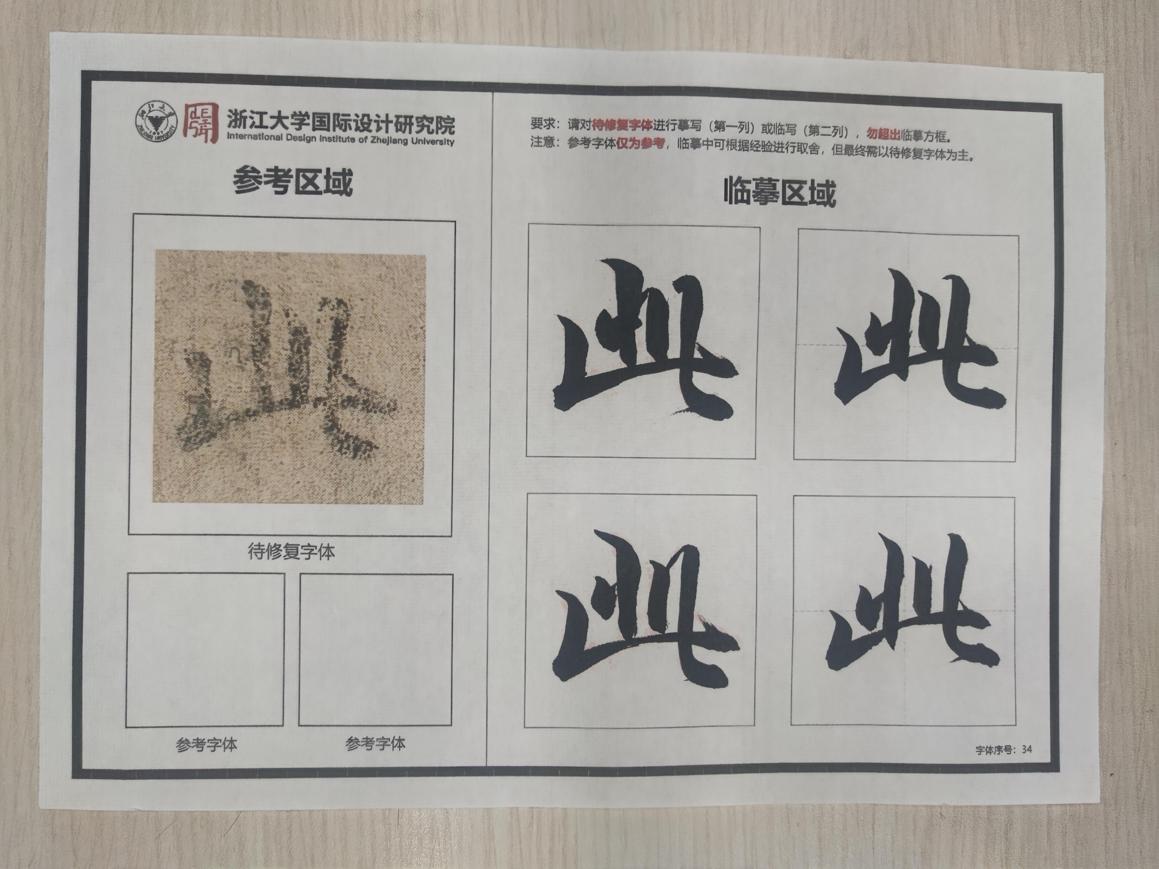 浙江大学国际设计研究院
International Design Institute of Zhejiang University
参考区域
待修复字体
参考字体
参考字体
要求：请对待修复字体进行摹写（第一列）或临写（第二列），勿超出临摹方框。
注意：参考字体仅为参考，临摹中可根据经验进行取舍，但最终需以待修复字体为主。
临摹区域
字体序号：34